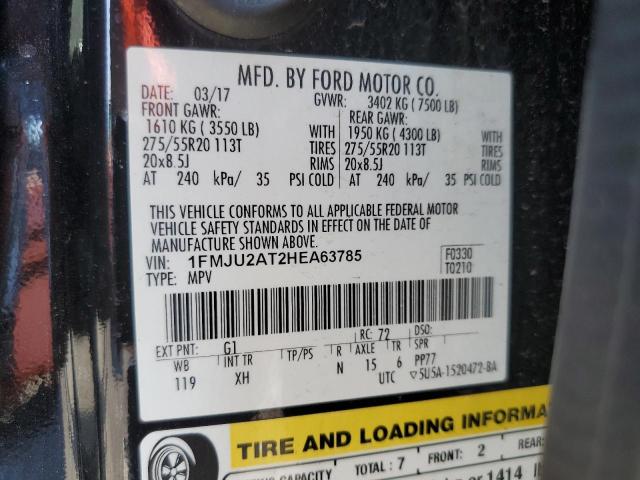 MFD. BY FORD MOTOR CO.
DATE: 03/17 GVWR: 3402 KG ( 7500 LB)
FRONT GAWR: REAR GAWR:
1610 KG ( 3550 LB) WITH 1950 KG ( 4300 LB) WITH
275/55R20 113T TIRES 275/55R20 113T TIRES
20x8.5J RIMS 20x8.5J RIMS
AT 240 kPa/ 35 PSI COLD AT 240 kPa/ 35 PSI COLD
THIS VEHICLE CONFORMS TO ALL APPLICABLE FEDERAL MOTOR
VEHICLE SAFETY STANDARDS IN EFFECT ON THE DATE OF
MANUFACTURE SHOWN ABOVE.
VIN: 1FMJU2AT2HEA63785 F0330
TYPE: MPV T0210
EXT PNT: G1 RC: 72 DSO:
WB INT TR TP/PS R AXLE TR SPR
119 XH N 15 6 PP77
UTC ▽5U5A-1520472-BA
TIRE AND LOADING INFORMA
CAPACITY TOTAL: 7 FRONT: 2 REAR:
or 1414